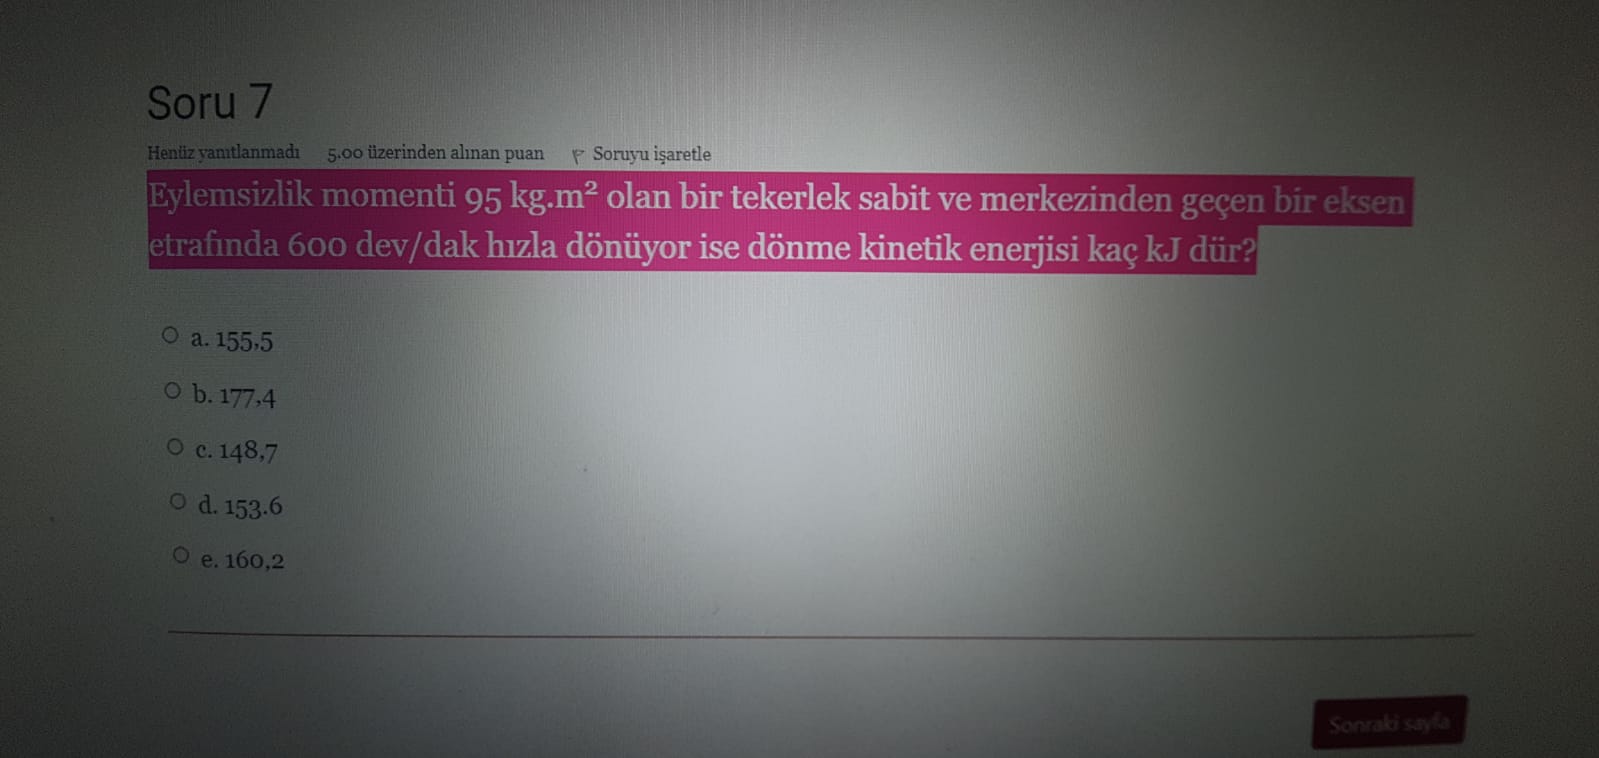 Soru 7
Henüz yanıtlanmadı 5.00 üzerinden alınan puan Soruyu işaretle
Eylemsizlik momenti 95 kg.m² olan bir tekerlek sabit ve merkezinden geçen bir eksen
etrafında 600 dev/dak hızla dönüyor ise dönme kinetik enerjisi kaç kJ dür?
a. 155,5
b. 177,4
c. 148,7
d. 153.6
e. 160,2
Sonraki sayfa